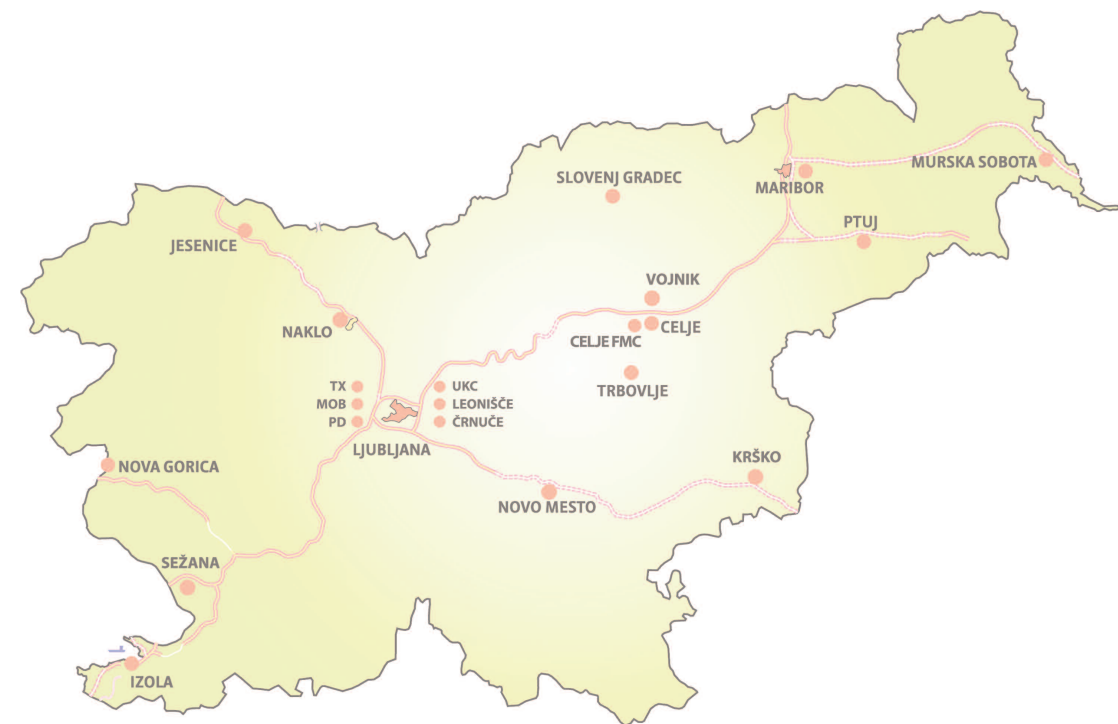 MURSKA SOBOTA
SLOVENJ GRADEC
MARIBOR
PTUJ
JESENICE
VOJNIK
NAKLO
CELJE
CELJE FMC
TRBOVLJE
TX
UKC
MOB
LEONIŠČE
PD
ČRNUČE
LJUBLJANA
KRŠKO
NOVA GORICA
NOVO MESTO
SEŽANA
IZOLA